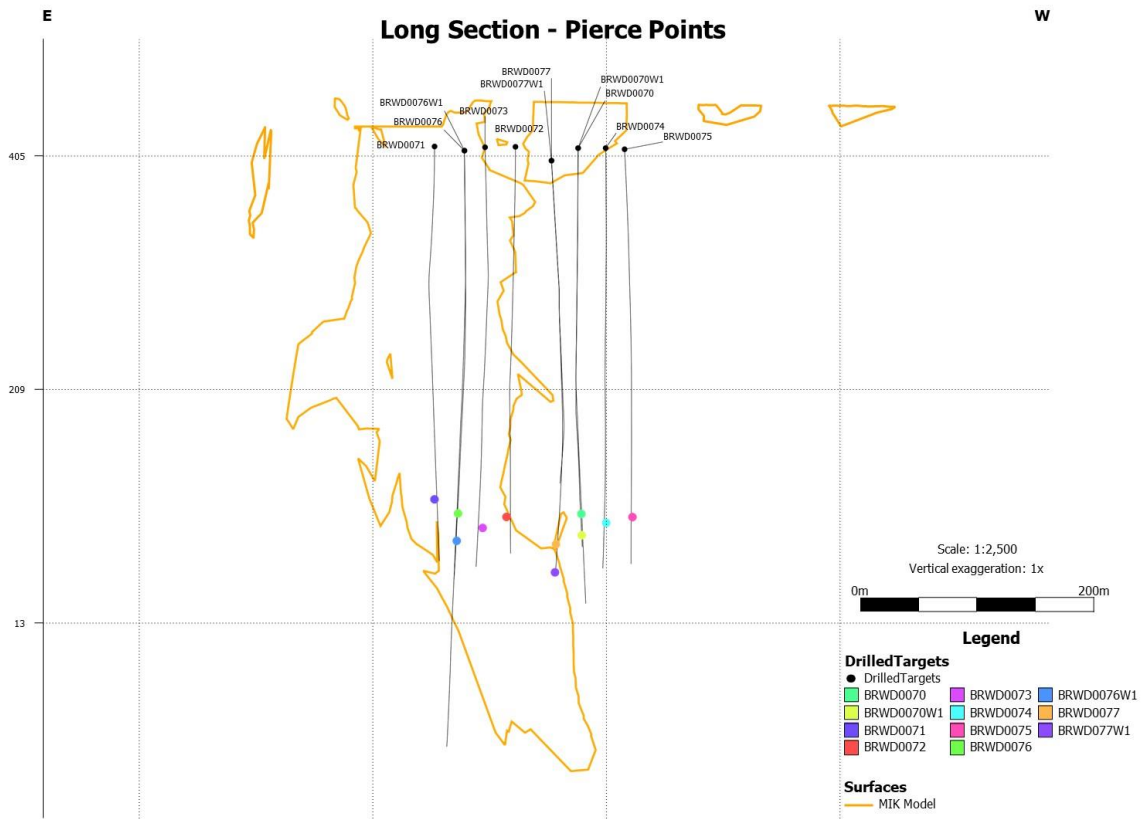 E
W
Long Section - Pierce Points
BRWD0077
BRWD0077W1
BRWD0070W1
BRWD0070
BRWD0076W1
BRWD0073
BRWD0076
BRWD0072
BRWD0074
BRWD0075
BRWD0071
405
209
13
Scale: 1:2,500
Vertical exaggeration: 1x
0m 200m
Legend
DrilledTargets
DrilledTargets
BRWD0070 BRWD0073 BRWD0076W1
BRWD0070W1 BRWD0074 BRWD0077
BRWD0071 BRWD0075 BRWD077W1
BRWD0072 BRWD0076
Surfaces
MIK Model